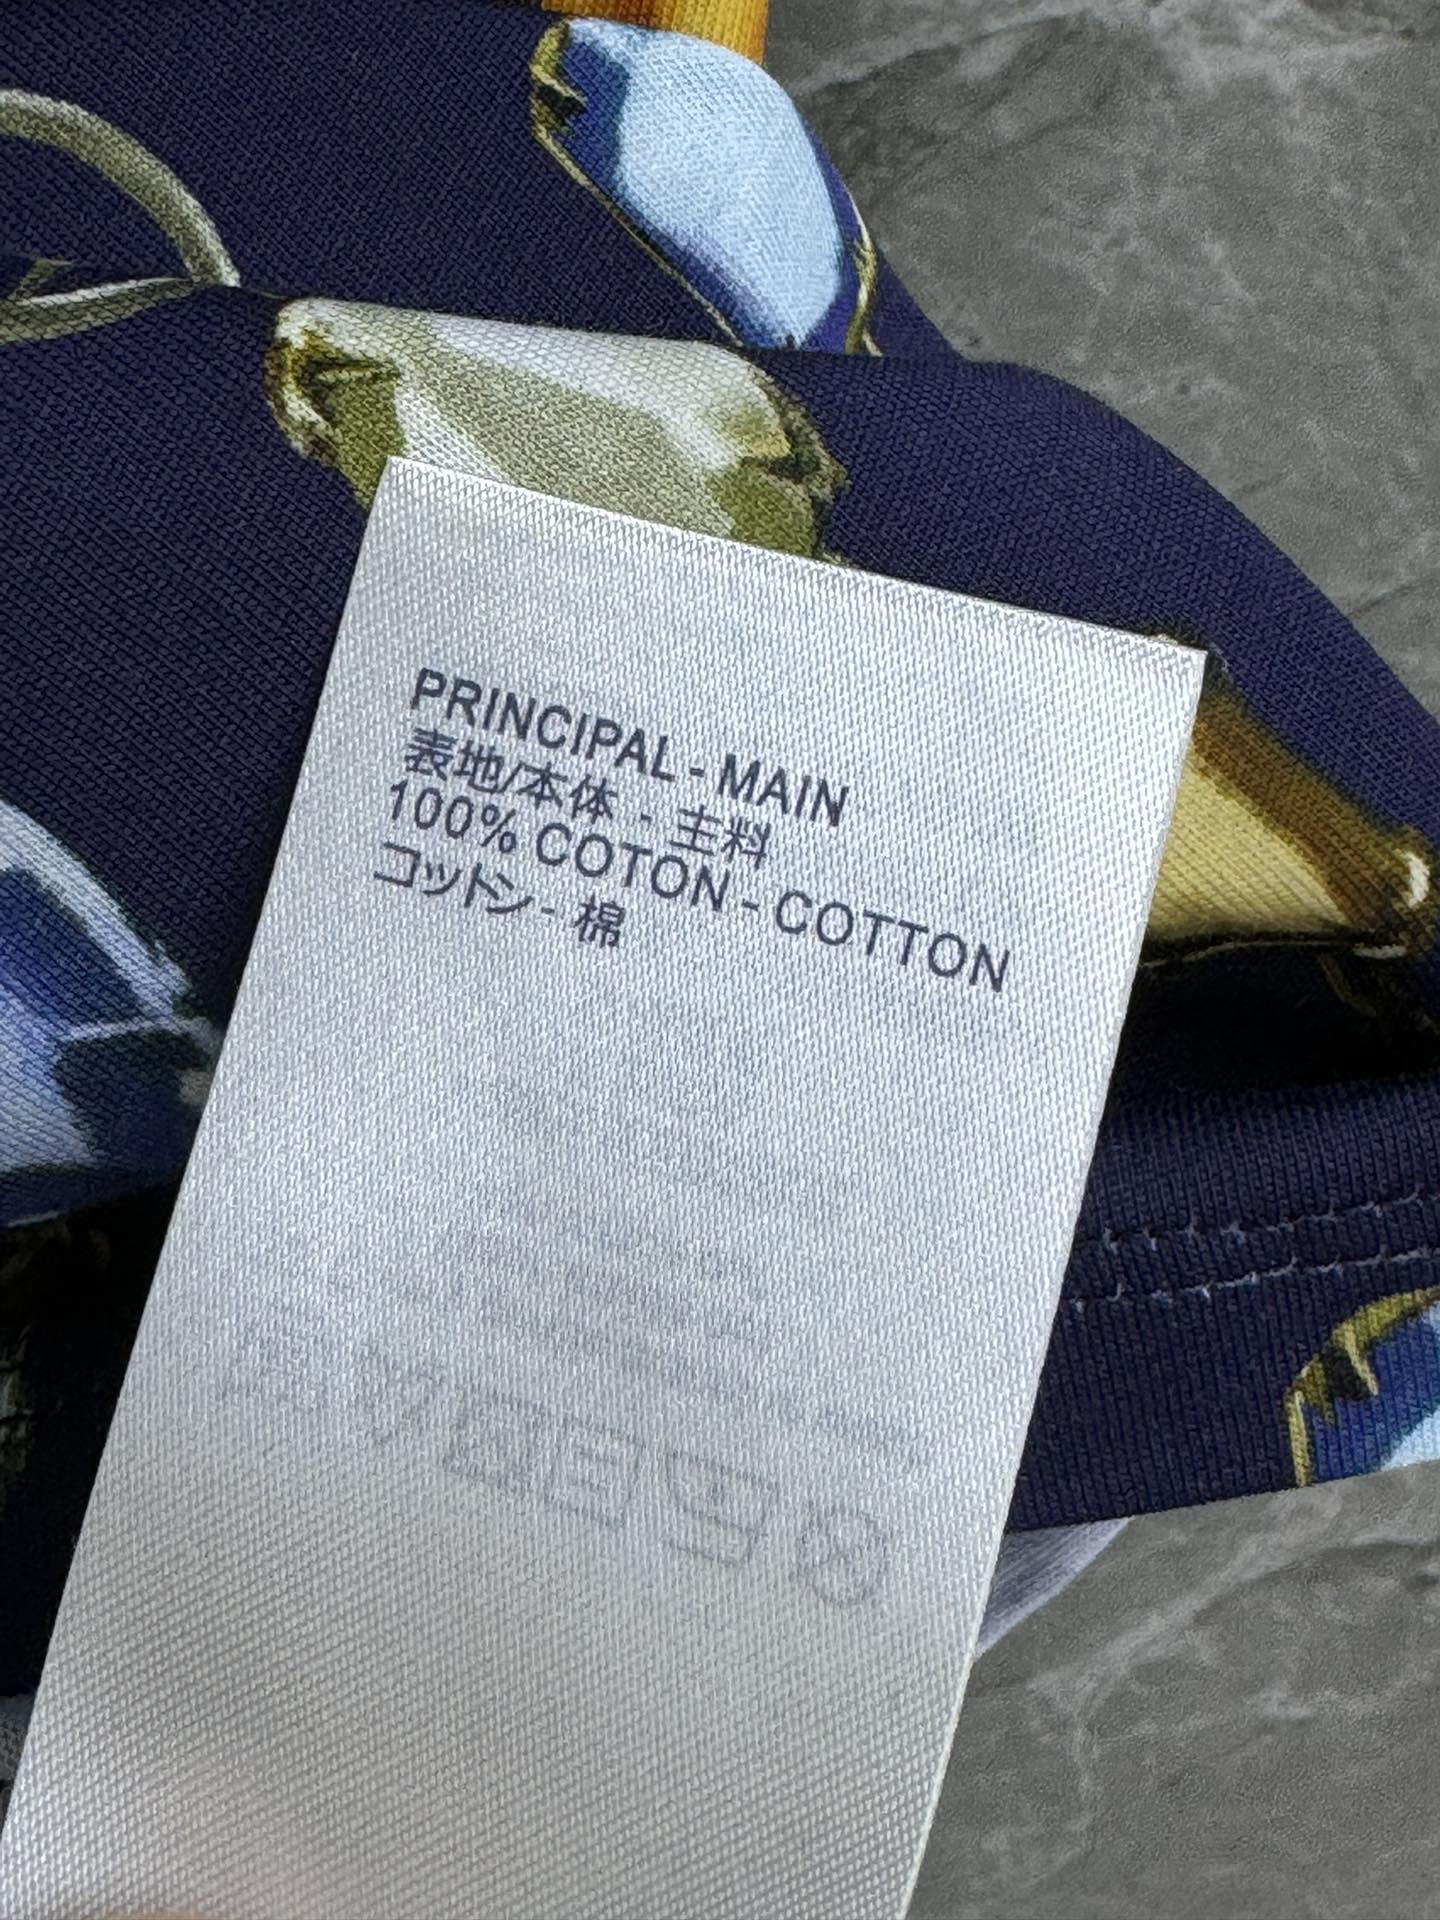 PRINCIPAL - MAIN
表地/本体 - 主料
100% COTON - COTTON
コットン - 棉